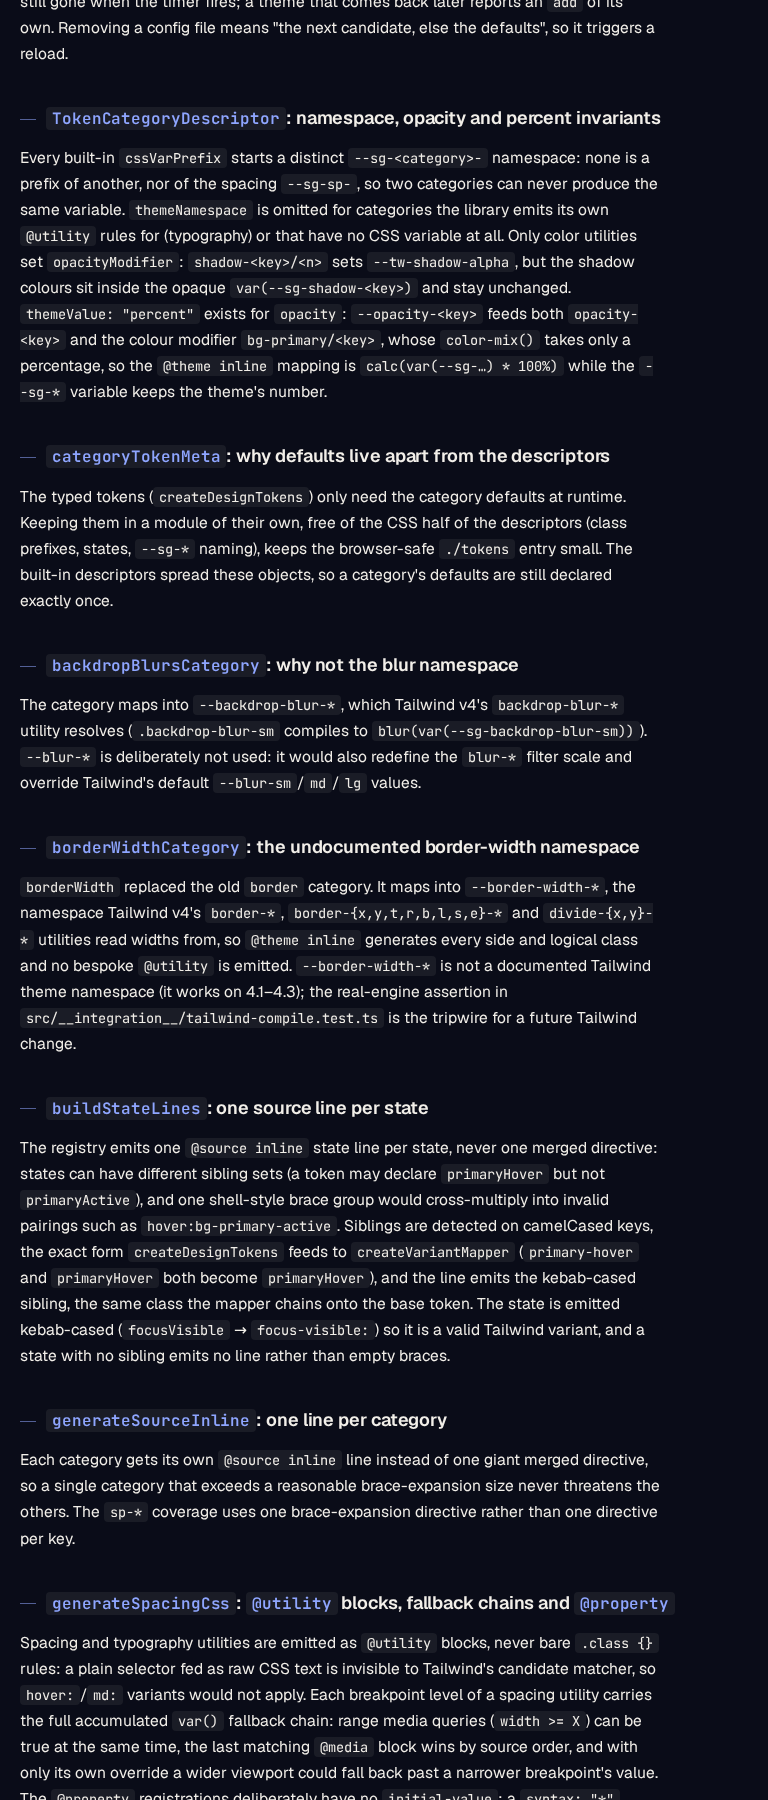 still gone when the timer fires; a theme that comes back later reports an add of its
own. Removing a config file means "the next candidate, else the defaults", so it triggers a
reload.
— TokenCategoryDescriptor: namespace, opacity and percent invariants
Every built-in cssVarPrefix starts a distinct --sg-<category>- namespace: none is a
prefix of another, nor of the spacing --sg-sp-, so two categories can never produce the
same variable. themeNamespace is omitted for categories the library emits its own
@utility rules for (typography) or that have no CSS variable at all. Only color utilities
set opacityModifier: shadow-<key>/<n> sets --tw-shadow-alpha, but the shadow
colours sit inside the opaque var(--sg-shadow-<key>) and stay unchanged.
themeValue: "percent" exists for opacity: --opacity-<key> feeds both opacity-
<key> and the colour modifier bg-primary/<key>, whose color-mix() takes only a
percentage, so the @theme inline mapping is calc(var(--sg-…) * 100%) while the -
-sg-* variable keeps the theme's number.
— categoryTokenMeta: why defaults live apart from the descriptors
The typed tokens (createDesignTokens) only need the category defaults at runtime.
Keeping them in a module of their own, free of the CSS half of the descriptors (class
prefixes, states, --sg-* naming), keeps the browser-safe ./tokens entry small. The
built-in descriptors spread these objects, so a category's defaults are still declared
exactly once.
— backdropBlursCategory: why not the blur namespace
The category maps into --backdrop-blur-*, which Tailwind v4's backdrop-blur-*
utility resolves (.backdrop-blur-sm compiles to blur(var(--sg-backdrop-blur-sm))).
--blur-* is deliberately not used: it would also redefine the blur-* filter scale and
override Tailwind's default --blur-sm/md/lg values.
— borderWidthCategory: the undocumented border-width namespace
borderWidth replaced the old border category. It maps into --border-width-*, the
namespace Tailwind v4's border-*, border-{x,y,t,r,b,l,s,e}-* and divide-{x,y}-
* utilities read widths from, so @theme inline generates every side and logical class
and no bespoke @utility is emitted. --border-width-* is not a documented Tailwind
theme namespace (it works on 4.1–4.3); the real-engine assertion in
src/__integration__/tailwind-compile.test.ts is the tripwire for a future Tailwind
change.
— buildStateLines: one source line per state
The registry emits one @source inline state line per state, never one merged directive:
states can have different sibling sets (a token may declare primaryHover but not
primaryActive), and one shell-style brace group would cross-multiply into invalid
pairings such as hover:bg-primary-active. Siblings are detected on camelCased keys,
the exact form createDesignTokens feeds to createVariantMapper (primary-hover
and primaryHover both become primaryHover), and the line emits the kebab-cased
sibling, the same class the mapper chains onto the base token. The state is emitted
kebab-cased (focusVisible → focus-visible:) so it is a valid Tailwind variant, and a
state with no sibling emits no line rather than empty braces.
— generateSourceInline: one line per category
Each category gets its own @source inline line instead of one giant merged directive,
so a single category that exceeds a reasonable brace-expansion size never threatens the
others. The sp-* coverage uses one brace-expansion directive rather than one directive
per key.
— generateSpacingCss: @utility blocks, fallback chains and @property
Spacing and typography utilities are emitted as @utility blocks, never bare .class {}
rules: a plain selector fed as raw CSS text is invisible to Tailwind's candidate matcher, so
hover:/md: variants would not apply. Each breakpoint level of a spacing utility carries
the full accumulated var() fallback chain: range media queries (width >= X) can be
true at the same time, the last matching @media block wins by source order, and with
only its own override a wider viewport could fall back past a narrower breakpoint's value.
The @property registrations deliberately have no initial-value: a syntax: "*"